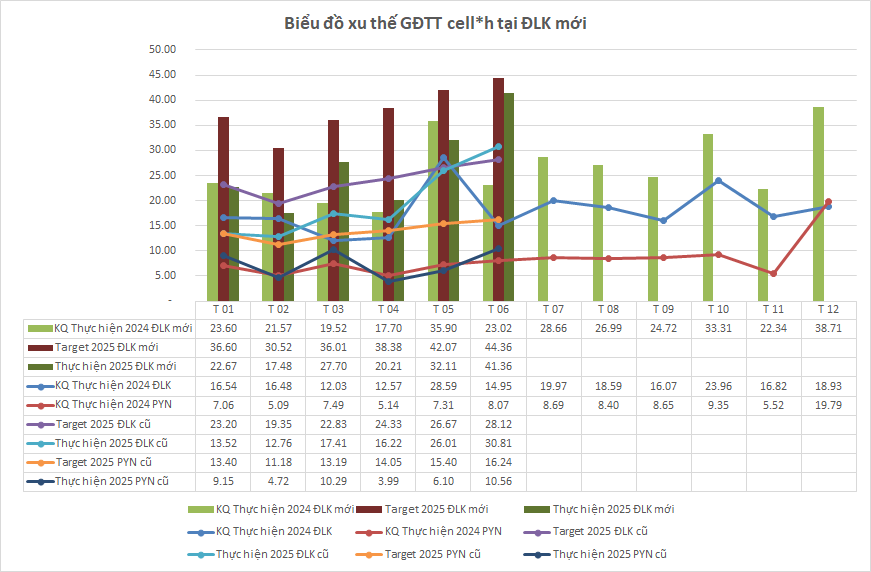 Biểu đồ xu thế GĐTT cell*h tại ĐLK mới
50.00
45.00
40.00
35.00
30.00
25.00
20.00
15.00
10.00
5.00
-
T 01 T 02 T 03 T 04 T 05 T 06 T 07 T 08 T 09 T 10 T 11 T 12
KQ Thực hiện 2024 ĐLK mới 23.60 21.57 19.52 17.70 35.90 23.02 28.66 26.99 24.72 33.31 22.34 38.71
Target 2025 ĐLK mới 36.60 30.52 36.01 38.38 42.07 44.36
Thực hiện 2025 ĐLK mới 22.67 17.48 27.70 20.21 32.11 41.36
KQ Thực hiện 2024 ĐLK 16.54 16.48 12.03 12.57 28.59 14.95 19.97 18.59 16.07 23.96 16.82 18.93
KQ Thực hiện 2024 PYN 7.06 5.09 7.49 5.14 7.31 8.07 8.69 8.40 8.65 9.35 5.52 19.79
Target 2025 ĐLK cũ 23.20 19.35 22.83 24.33 26.67 28.12
Thực hiện 2025 ĐLK cũ 13.52 12.76 17.41 16.22 26.01 30.81
Target 2025 PYN cũ 13.40 11.18 13.19 14.05 15.40 16.24
Thực hiện 2025 PYN cũ 9.15 4.72 10.29 3.99 6.10 10.56
KQ Thực hiện 2024 ĐLK mới Target 2025 ĐLK mới Thực hiện 2025 ĐLK mới
KQ Thực hiện 2024 ĐLK KQ Thực hiện 2024 PYN Target 2025 ĐLK cũ
Thực hiện 2025 ĐLK cũ Target 2025 PYN cũ Thực hiện 2025 PYN cũ